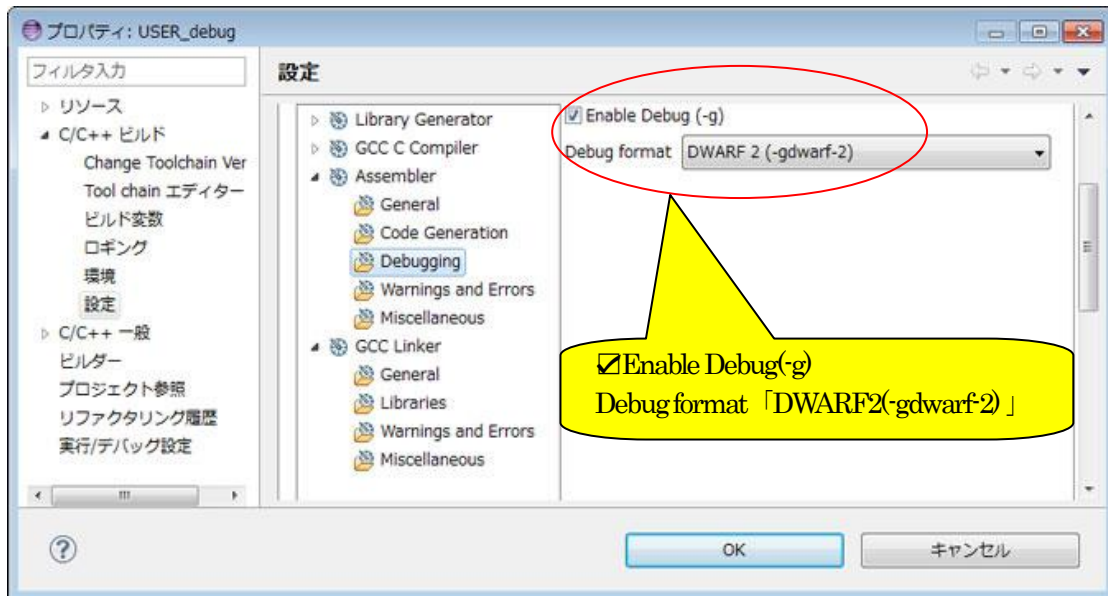 プロパティ: USER_debug
フィルタ入力
設定
リソース
C/C++ ビルド
Change Toolchain Ver
Tool chain エディター
ビルド変数
ロギング
環境
設定
C/C++ 一般
ビルダー
プロジェクト参照
リファクタリング履歴
実行/デバッグ設定
Library Generator
GCC C Compiler
Assembler
General
Code Generation
Debugging
Warnings and Errors
Miscellaneous
GCC Linker
General
Libraries
Warnings and Errors
Miscellaneous
Enable Debug (-g)
Debug format DWARF 2 (-gdwarf-2)
☑Enable Debug(-g)
Debug format「DWARF2(-gdwarf-2) 」
OK
キャンセル